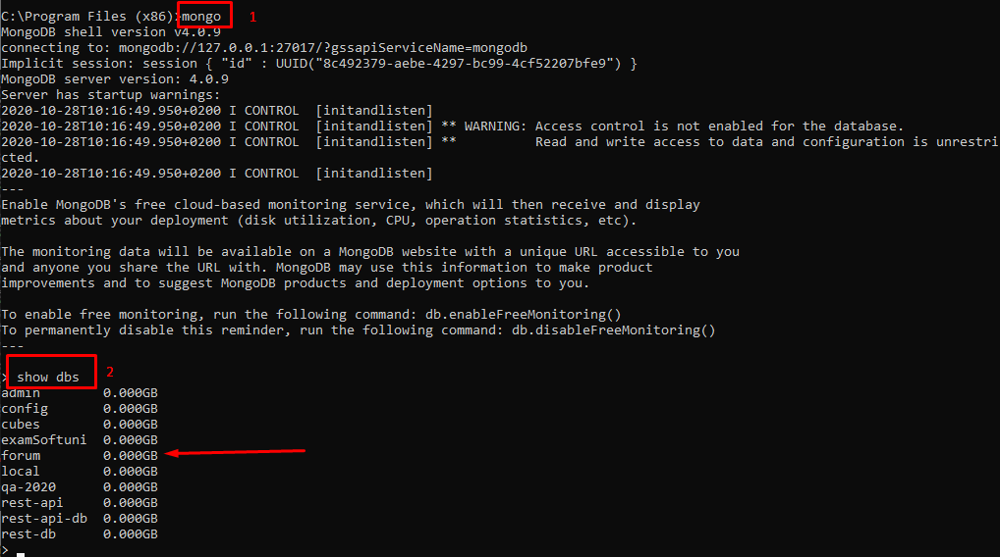 C:\Program Files (x86)>mongo 1
MongoDB shell version v4.0.9
connecting to: mongodb://127.0.0.1:27017/?gssapiServiceName=mongodb
Implicit session: session { "id" : UUID("8c492379-aebe-4297-bc99-4cf52207bfe9") }
MongoDB server version: 4.0.9
Server has startup warnings:
2020-10-28T10:16:49.950+0200 I CONTROL  [initandlisten]
2020-10-28T10:16:49.950+0200 I CONTROL  [initandlisten] ** WARNING: Access control is not enabled for the database.
2020-10-28T10:16:49.950+0200 I CONTROL  [initandlisten] **          Read and write access to data and configuration is unrestri
cted.
2020-10-28T10:16:49.950+0200 I CONTROL  [initandlisten]
---
Enable MongoDB's free cloud-based monitoring service, which will then receive and display
metrics about your deployment (disk utilization, CPU, operation statistics, etc).
The monitoring data will be available on a MongoDB website with a unique URL accessible to you
and anyone you share the URL with. MongoDB may use this information to make product
improvements and to suggest MongoDB products and deployment options to you.
To enable free monitoring, run the following command: db.enableFreeMonitoring()
To permanently disable this reminder, run the following command: db.disableFreeMonitoring()
---
> show dbs 2
admin        0.000GB
config       0.000GB
cubes        0.000GB
examSoftuni  0.000GB
forum        0.000GB
local        0.000GB
qa-2020      0.000GB
rest-api     0.000GB
rest-api-db  0.000GB
rest-db      0.000GB
>